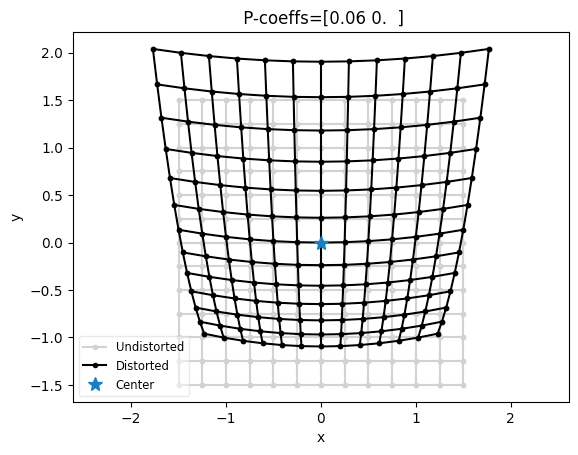 P-coeffs=[0.06 0.  ]
2.0
1.5
1.0
0.5
0.0
−0.5
−1.0
−1.5
y
Undistorted
Distorted
Center
−2
−1
0
1
2
x